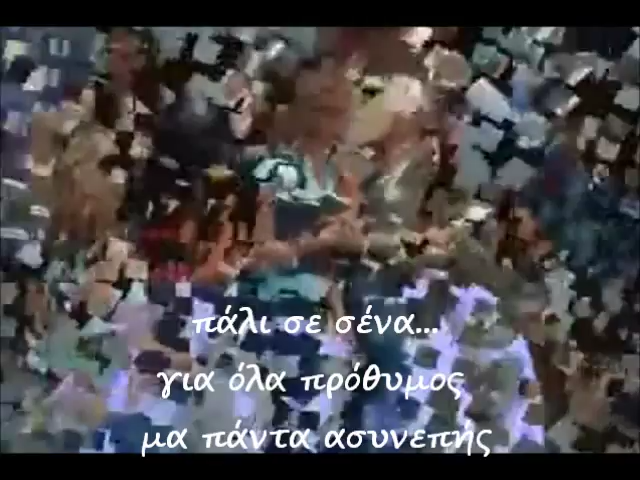 πάλι σε σένα...
για όλα πρόθυμος
μα πάντα ασυνεπής